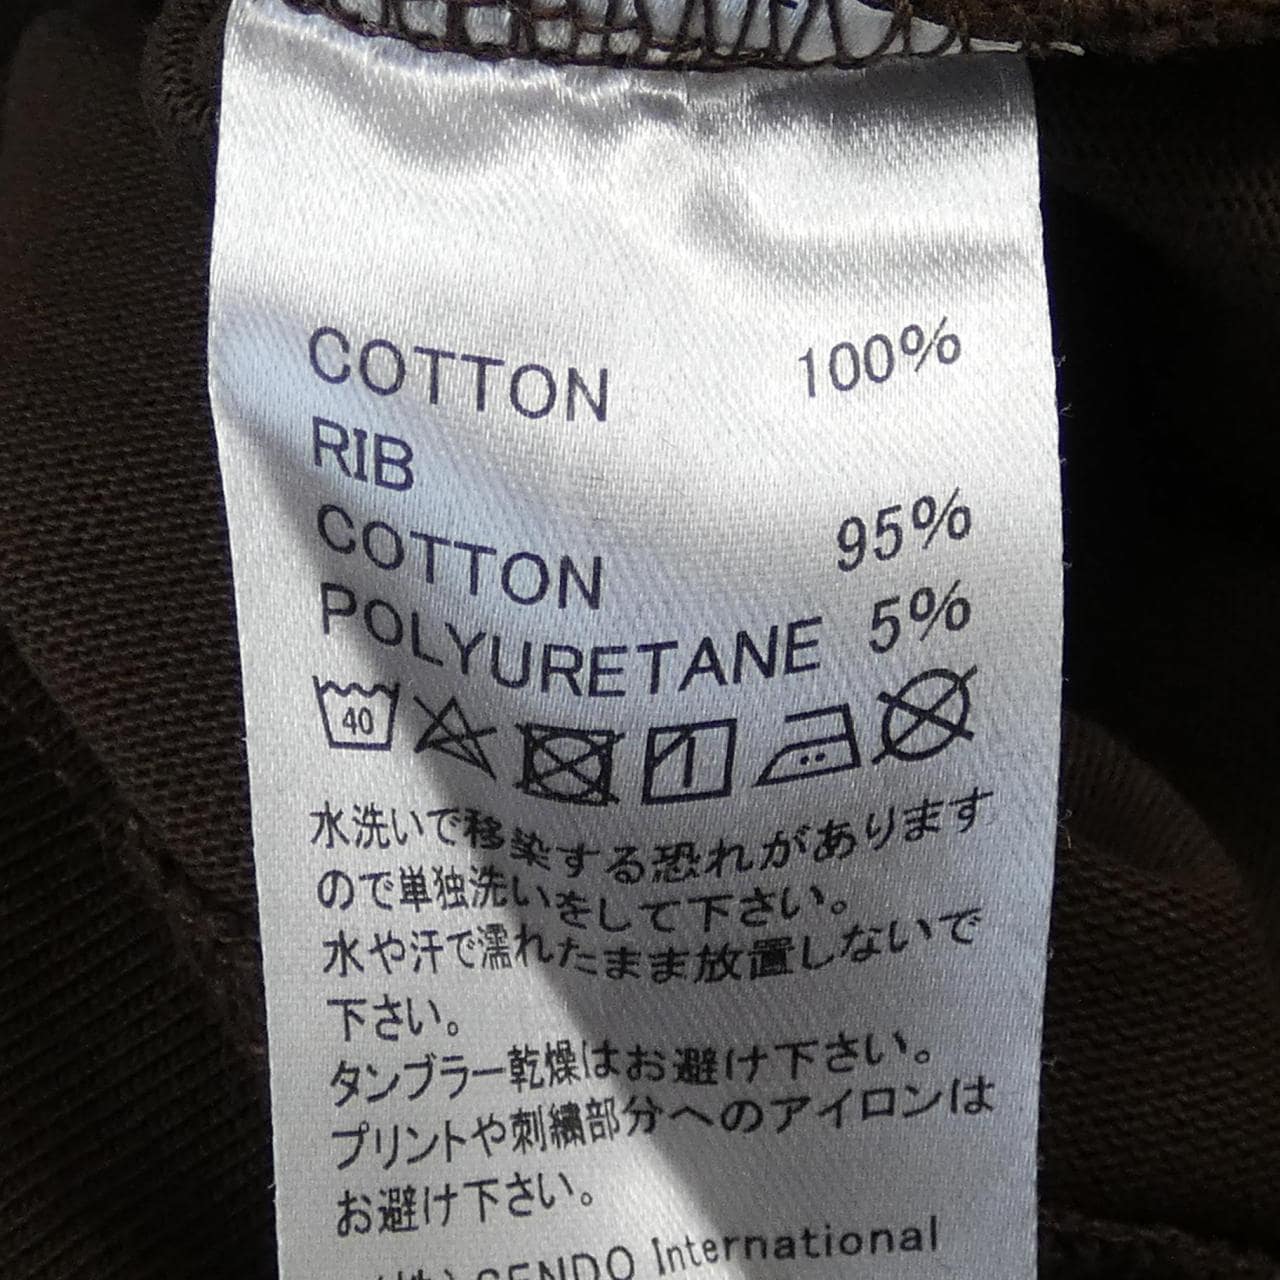 COTTON 100%
RIB
COTTON 95%
POLYURETANE 5%
40
水洗いで移染する恐れがあります
ので単独洗いをして下さい。
水や汗で濡れたまま放置しないで
下さい。
タンブラー乾燥はお避け下さい。
プリントや刺繍部分へのアイロンは
お避け下さい。
(株) GENDO International